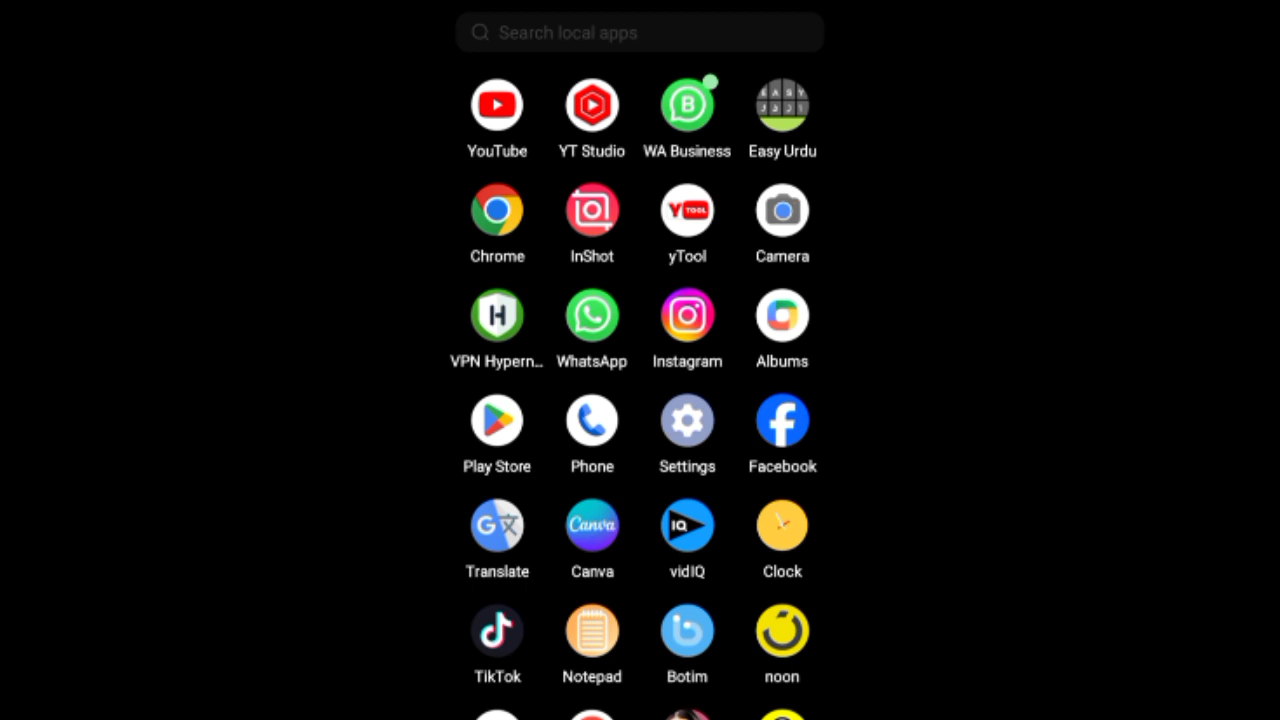 Search local apps
YouTube YT Studio WA Business Easy Urdu
Chrome InShot yTool Camera
VPN Hypern... WhatsApp Instagram Albums
Play Store Phone Settings Facebook
Translate Canva vidIQ Clock
TikTok Notepad Botim noon